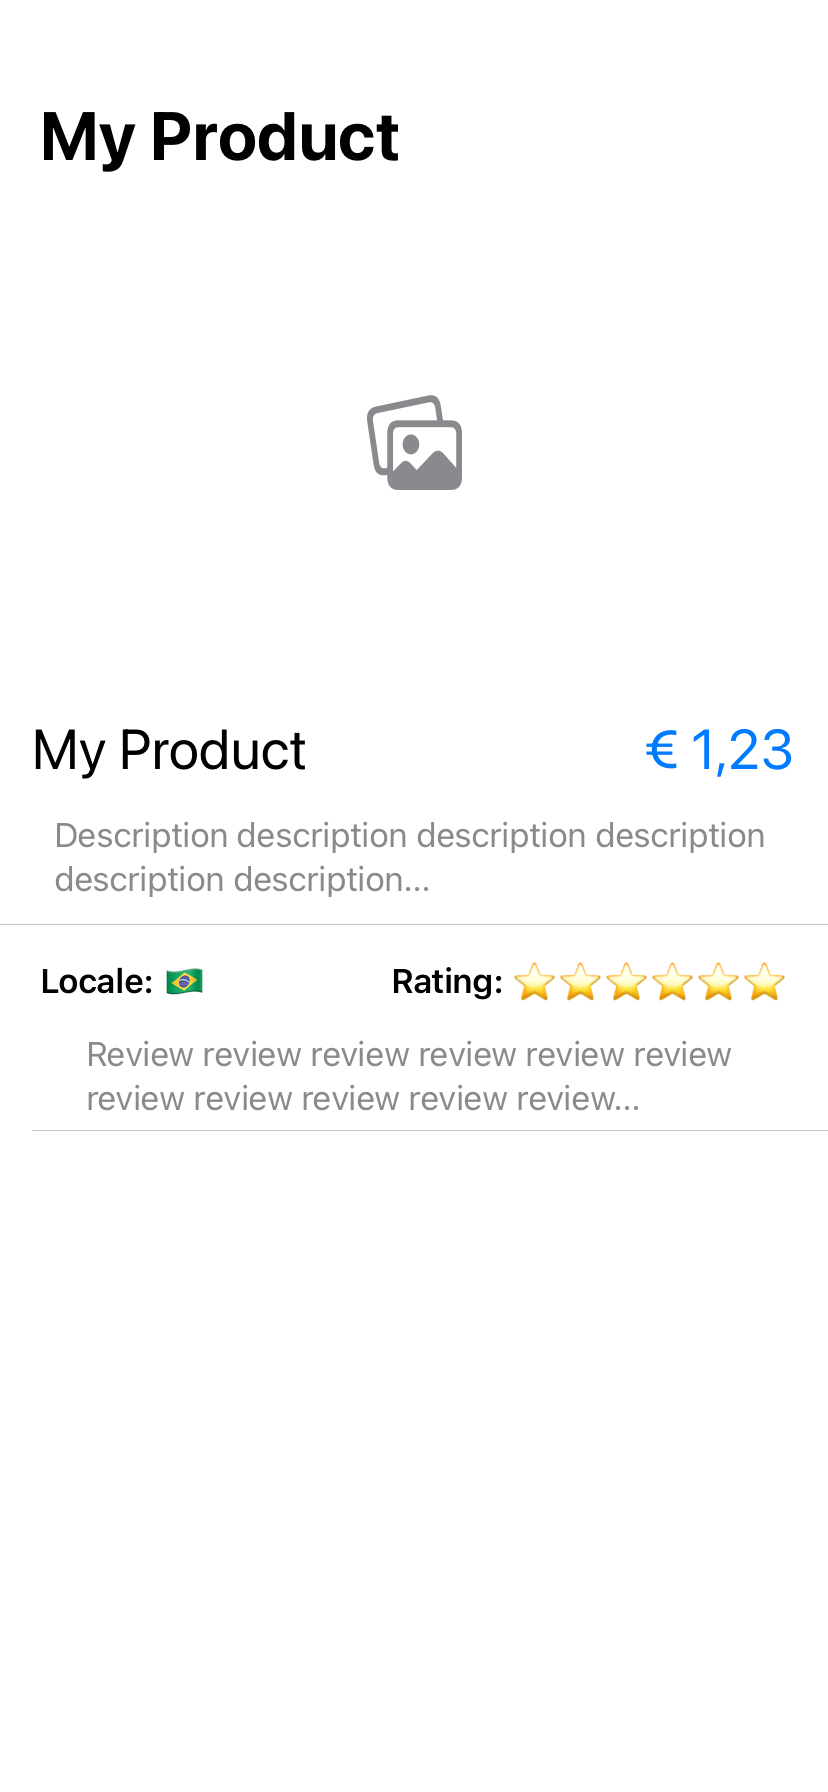 My Product
My Product € 1,23
Description description description description
description description...
Locale: 🇧🇷 Rating: ⭐⭐⭐⭐⭐⭐
Review review review review review review
review review review review review...